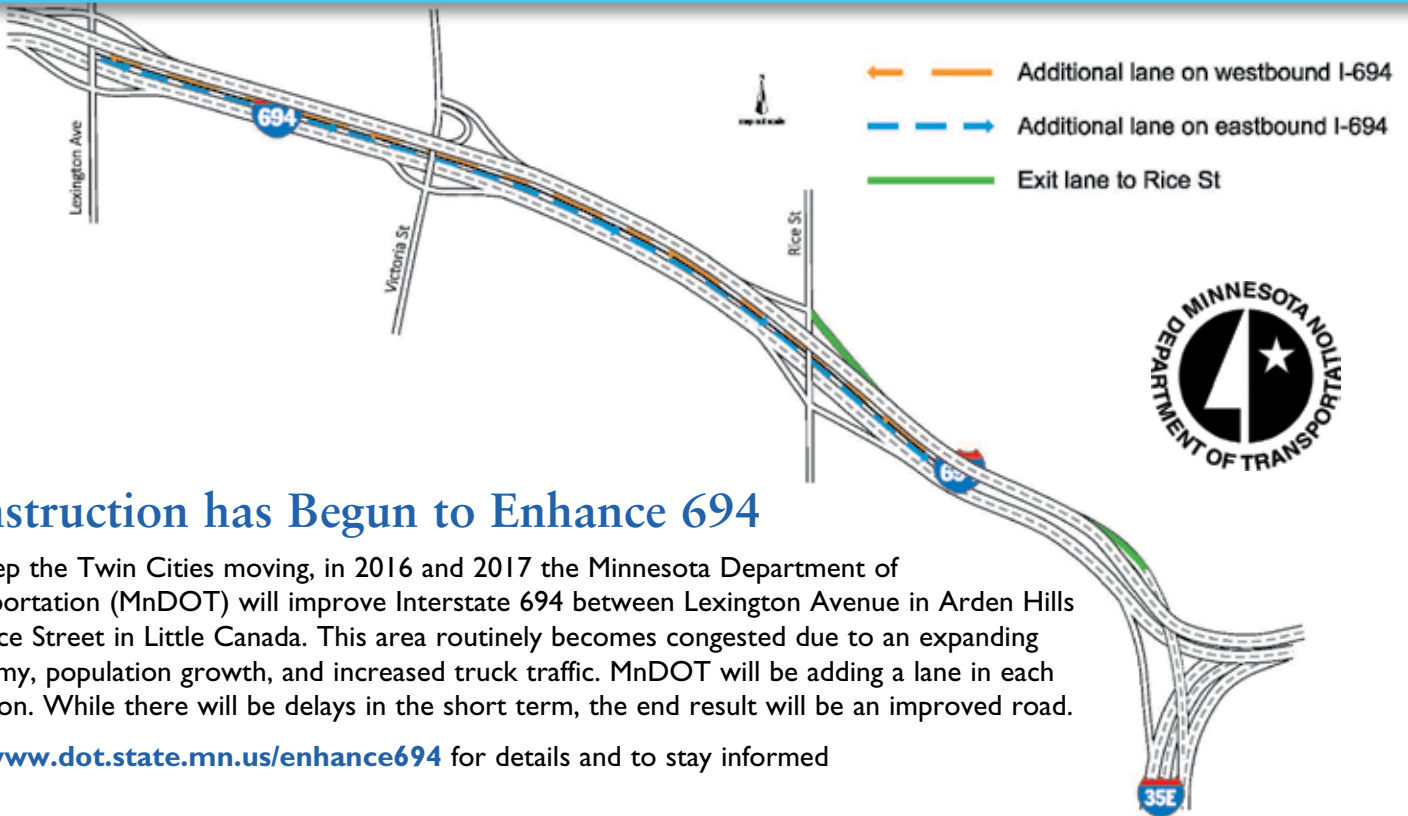 Additional lane on westbound I-694
Additional lane on eastbound I-694
Exit lane to Rice St
694
Lexington Ave
Victoria St
Rice St
MINNESOTA
DEPARTMENT OF TRANSPORTATION
nstruction has Begun to Enhance 694
ep the Twin Cities moving, in 2016 and 2017 the Minnesota Department of
portation (MnDOT) will improve Interstate 694 between Lexington Avenue in Arden Hills
ce Street in Little Canada. This area routinely becomes congested due to an expanding
my, population growth, and increased truck traffic. MnDOT will be adding a lane in each
on. While there will be delays in the short term, the end result will be an improved road.
www.dot.state.mn.us/enhance694 for details and to stay informed
35E